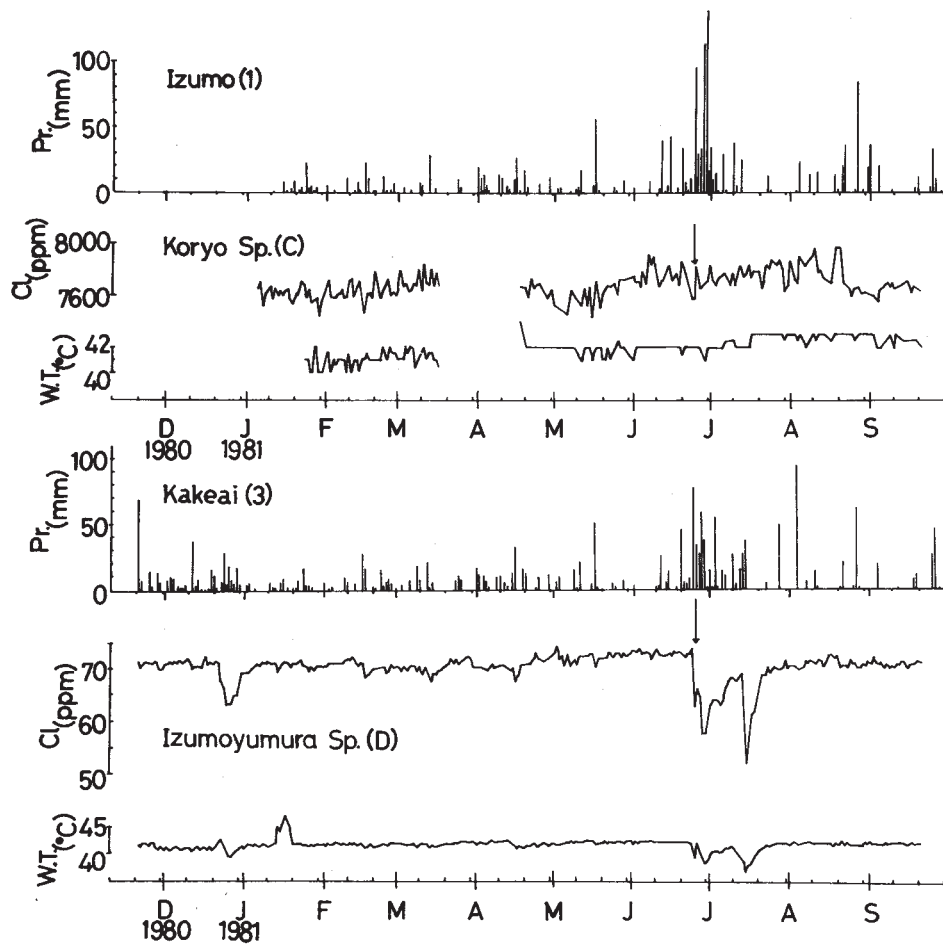 100
50
0
Pr.(mm)
Izumo (1)
8000
7600
Cl(ppm)
Koryo Sp.(C)
42
40
W.T.(°C)
D J F M A M J J A S
1980 1981
100
50
0
Pr.(mm)
Kakeai (3)
70
60
50
Cl(ppm)
Izumoyumura Sp.(D)
45
40
W.T.(°C)
D J F M A M J J A S
1980 1981